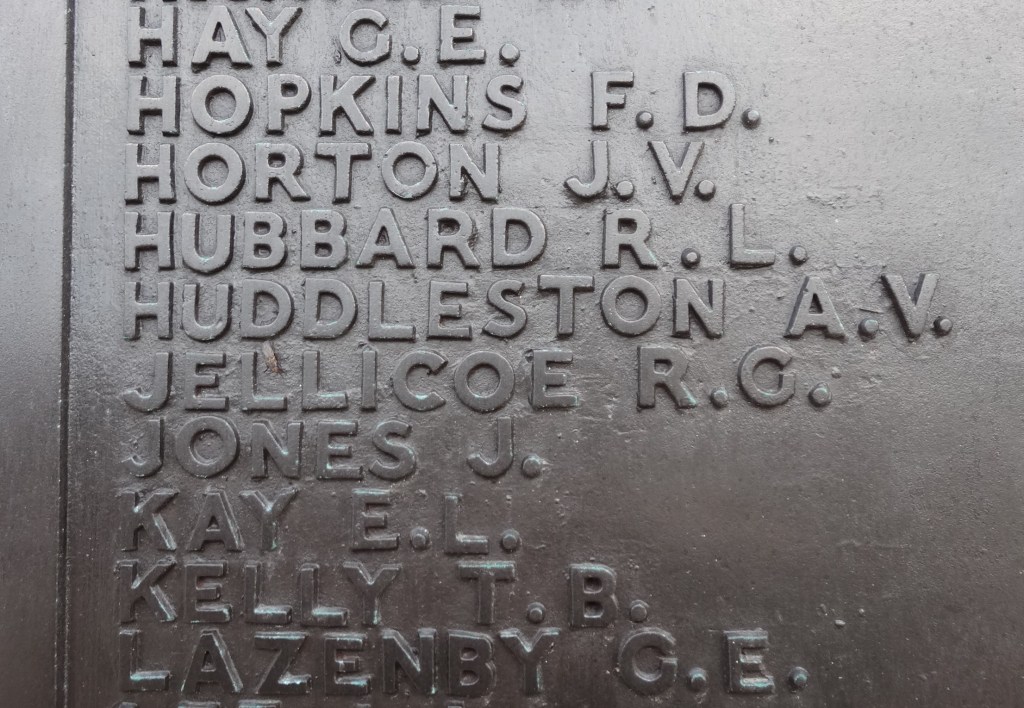 HAY G.E.
HOPKINS F.D.
HORTON J.V.
HUBBARD R.L.
HUDDLESTON A.V.
JELLICOE R.G.
JONES J.
KAY E.L.
KELLY T.B.
LAZENBY G.E.